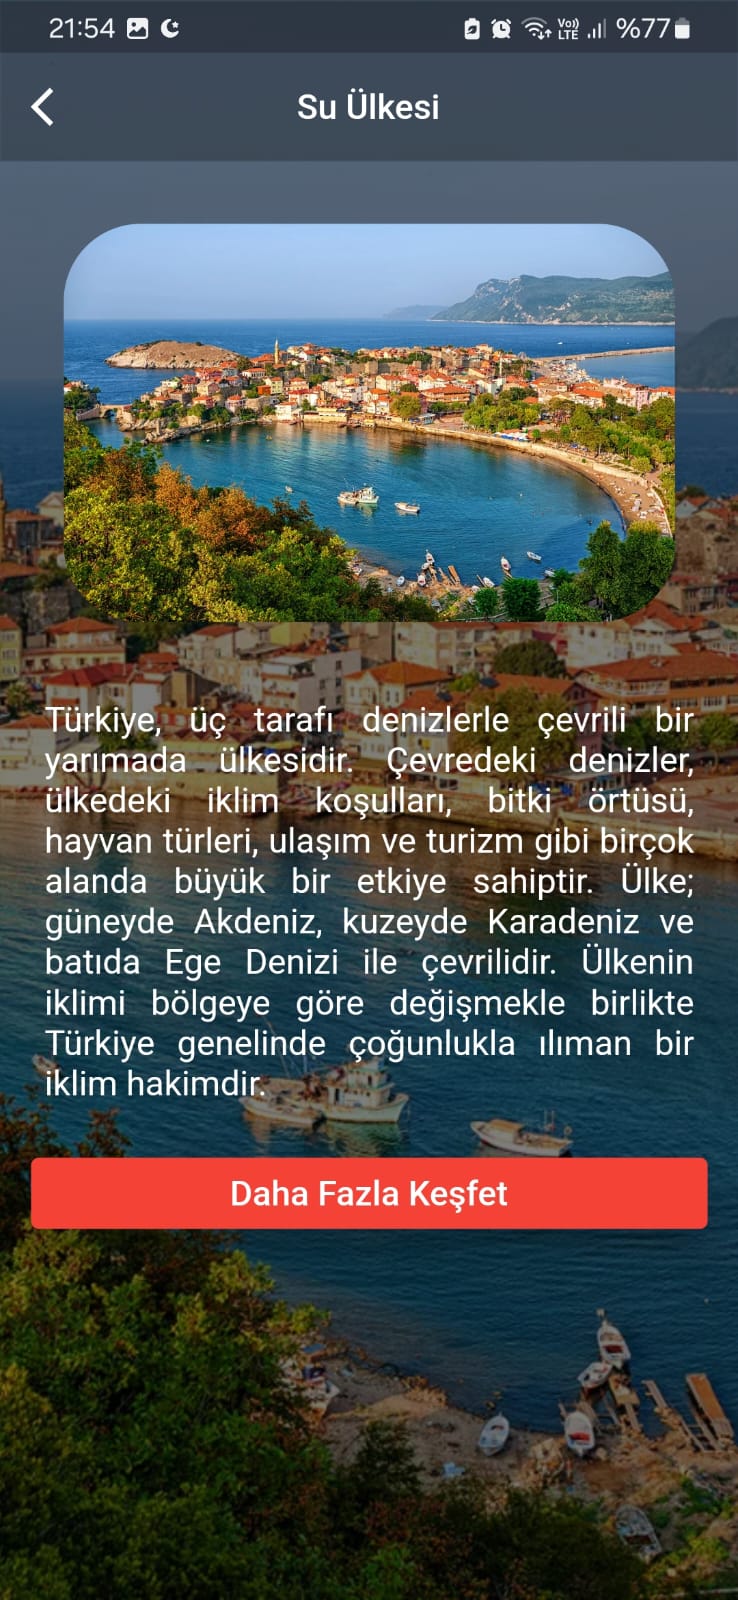 21:54
Vo))
LTE
%77
Su Ülkesi
Türkiye, üç tarafı denizlerle çevrili bir
yarımada ülkesidir. Çevredeki denizler,
ülkedeki iklim koşulları, bitki örtüsü,
hayvan türleri, ulaşım ve turizm gibi birçok
alanda büyük bir etkiye sahiptir. Ülke;
güneyde Akdeniz, kuzeyde Karadeniz ve
batıda Ege Denizi ile çevrilidir. Ülkenin
iklimi bölgeye göre değişmekle birlikte
Türkiye genelinde çoğunlukla ılıman bir
iklim hakimdir.
Daha Fazla Keşfet